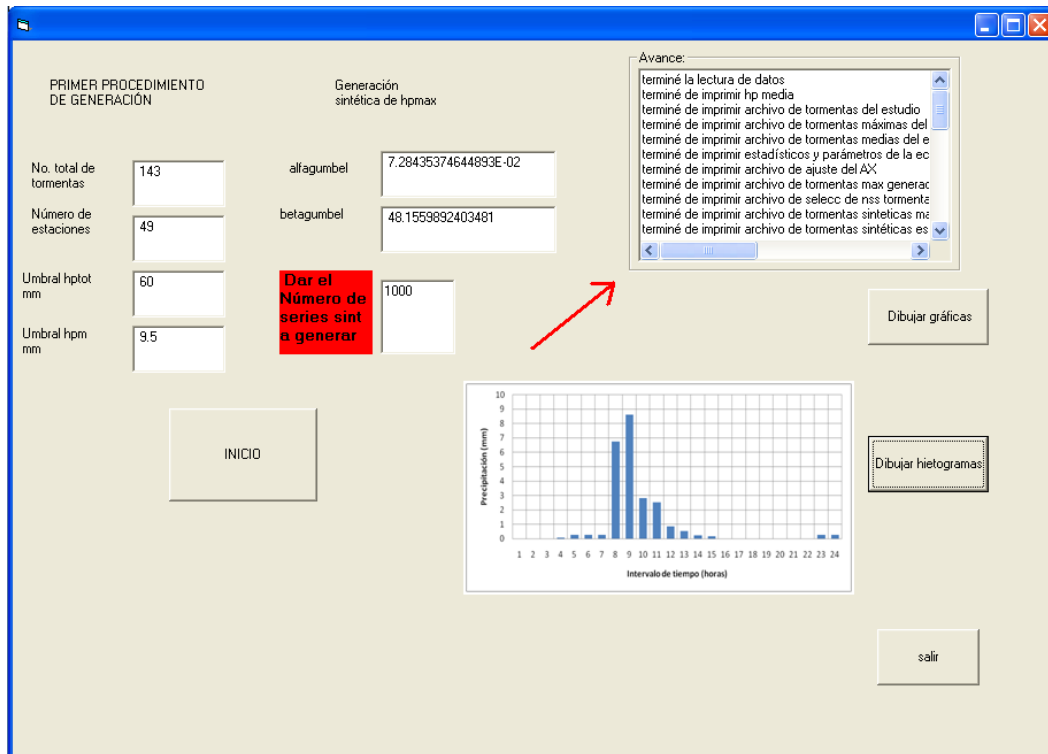 PRIMER PROCEDIMIENTO
DE GENERACIÓN
Generación
sintética de hpmax
Avance:
terminé la lectura de datos
terminé de imprimir hp media
terminé de imprimir archivo de tormentas del estudio
terminé de imprimir archivo de tormentas máximas del
terminé de imprimir archivo de tormentas medias del e
terminé de imprimir estadísticos y parámetros de la ec
terminé de imprimir archivo de ajuste del AX
terminé de imprimir archivo de tormentas max generac
terminé de imprimir archivo de selecc de nss tormenta
terminé de imprimir archivo de tormentas sinteticas ma
terminé de imprimir archivo de tormentas sintéticas es
No. total de
tormentas
143
alfagumbel
7.28435374644893E-02
Número de
estaciones
49
betagumbel
48.1559892403481
Umbral hptot
mm
60
Dar el
Número de
series sint
a generar
1000
Umbral hpm
mm
9.5
Dibujar gráficas
INICIO
Precipitación (mm)
10
9
8
7
6
5
4
3
2
1
0
1 2 3 4 5 6 7 8 9 10 11 12 13 14 15 16 17 18 19 20 21 22 23 24
Intervalo de tiempo (horas)
Dibujar hietogramas
salir